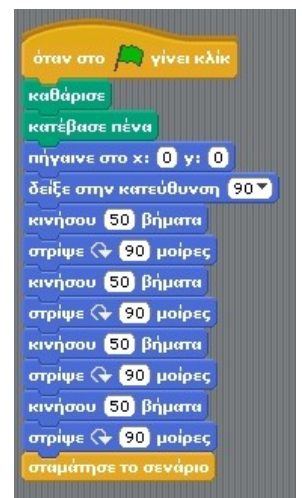 όταν στο γίνει κλίκ
καθάρισε
κατέβασε πένα
πήγαινε στο x: 0 y: 0
δείξε στην κατεύθυνση 90
κινήσου 50 βήματα
στρίψε 90 μοίρες
κινήσου 50 βήματα
στρίψε 90 μοίρες
κινήσου 50 βήματα
στρίψε 90 μοίρες
κινήσου 50 βήματα
στρίψε 90 μοίρες
σταμάτησε το σενάριο